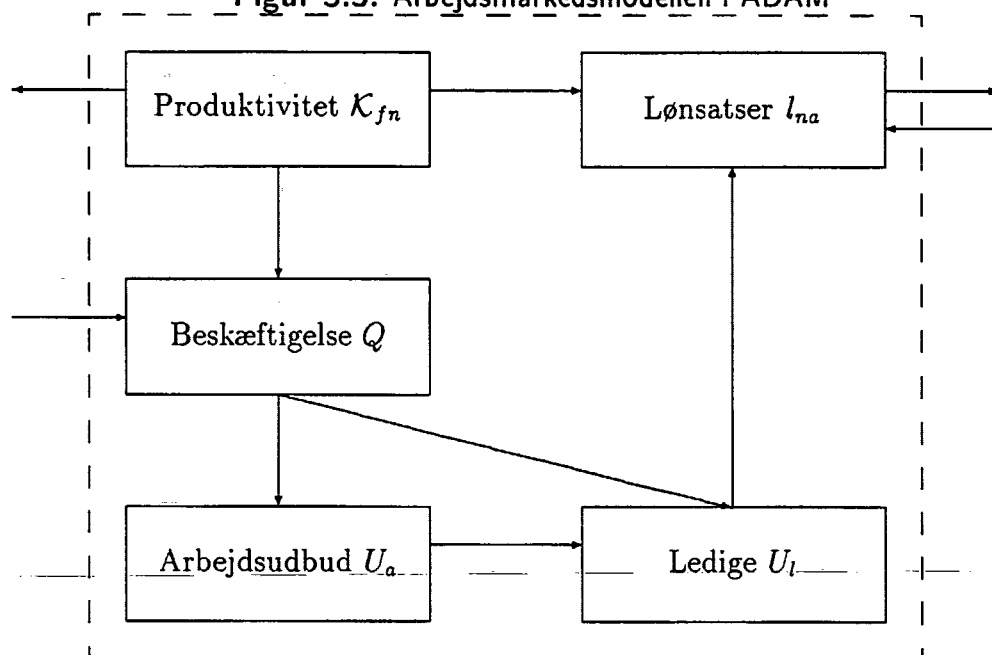 Figur 3.3. Arbejdsmarkedsmodellen i ADAM
Produktivitet 𝒦fn
Lønsatser lna
Beskæftigelse Q
Arbejdsudbud Ua
Ledige Ul